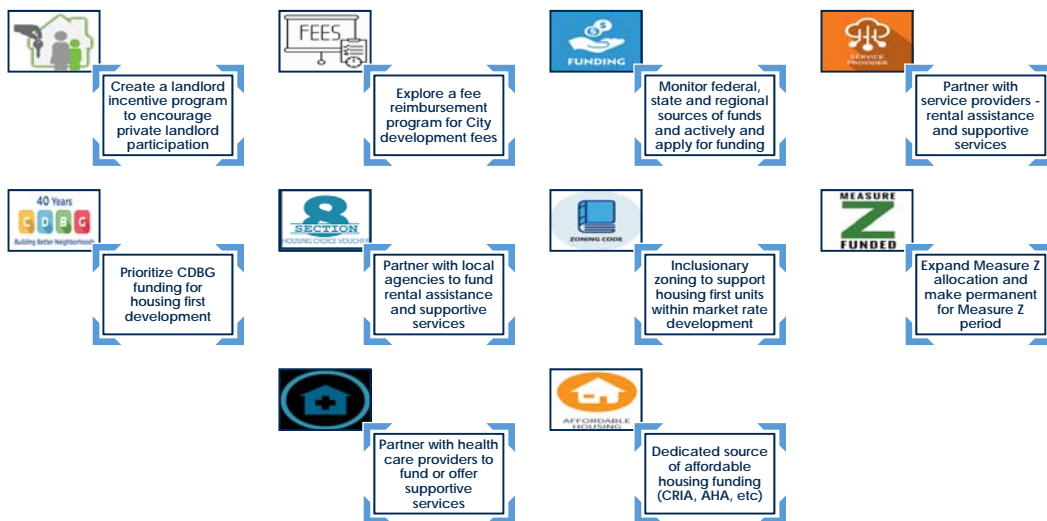 Create a landlord
incentive program
to encourage
private landlord
participation
FEES
Explore a fee
reimbursement
program for City
development fees
FUNDING
Monitor federal,
state and regional
sources of funds
and actively and
apply for funding
SERVICE
PROVIDER
Partner with
service providers -
rental assistance
and supportive
services
40 Years
C D B G
Building Better Neighborhoods
Prioritize CDBG
funding for
housing first
development
8
SECTION
HOUSING CHOICE VOUCHER
Partner with local
agencies to fund
rental assistance
and supportive
services
ZONING CODE
Inclusionary
zoning to support
housing first units
within market rate
development
MEASURE
Z
FUNDED
Expand Measure Z
allocation and
make permanent
for Measure Z
period
Partner with health
care providers to
fund or offer
supportive
services
AFFORDABLE
HOUSING
Dedicated source
of affordable
housing funding
(CRIA, AHA, etc)